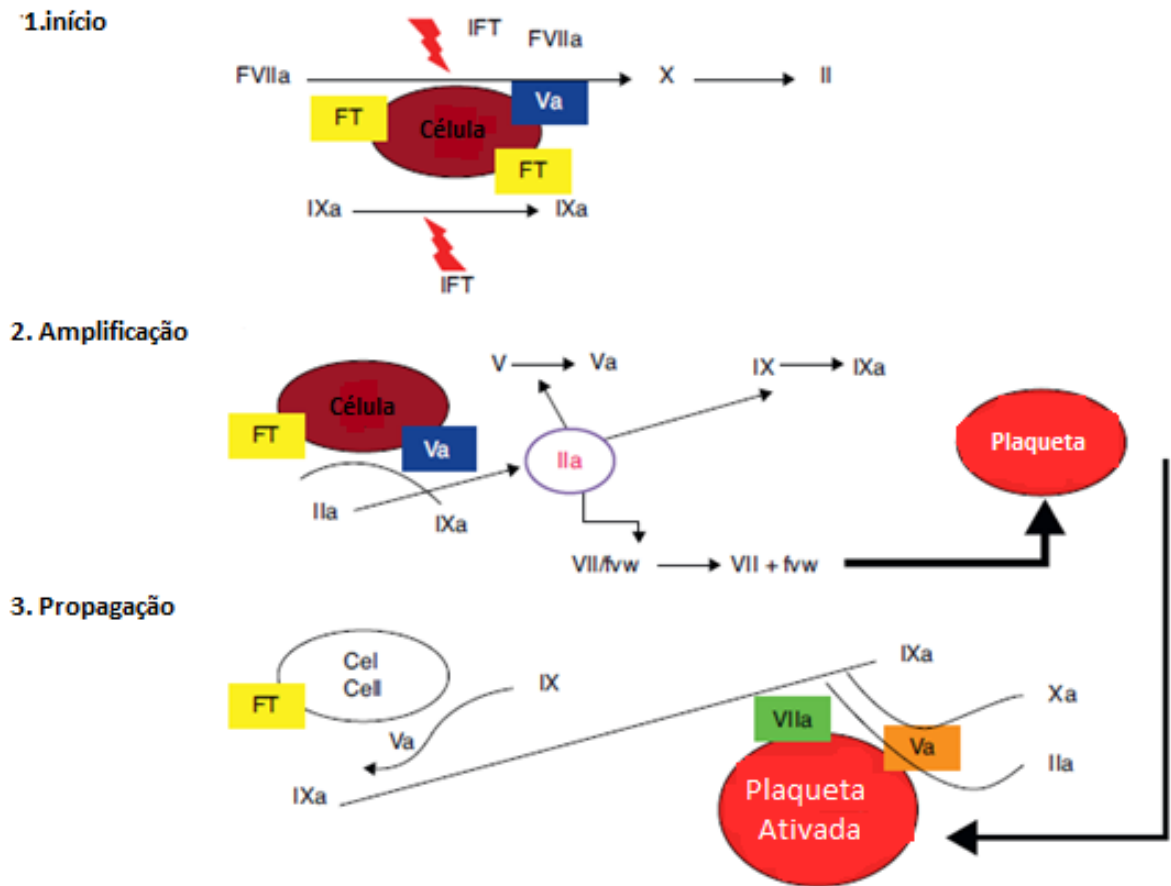 1.início
IFT
FVIIa
FVIIa
X
II
FT
Va
Célula
FT
IXa
IXa
IFT
2. Amplificação
V
Va
IX
IXa
Célula
FT
Va
IIa
Plaqueta
IIa
IXa
VII/fvw
VII + fvw
3. Propagação
Cel
Cell
FT
IX
Va
IXa
IXa
Xa
VIIa
Va
IIa
Plaqueta
Ativada